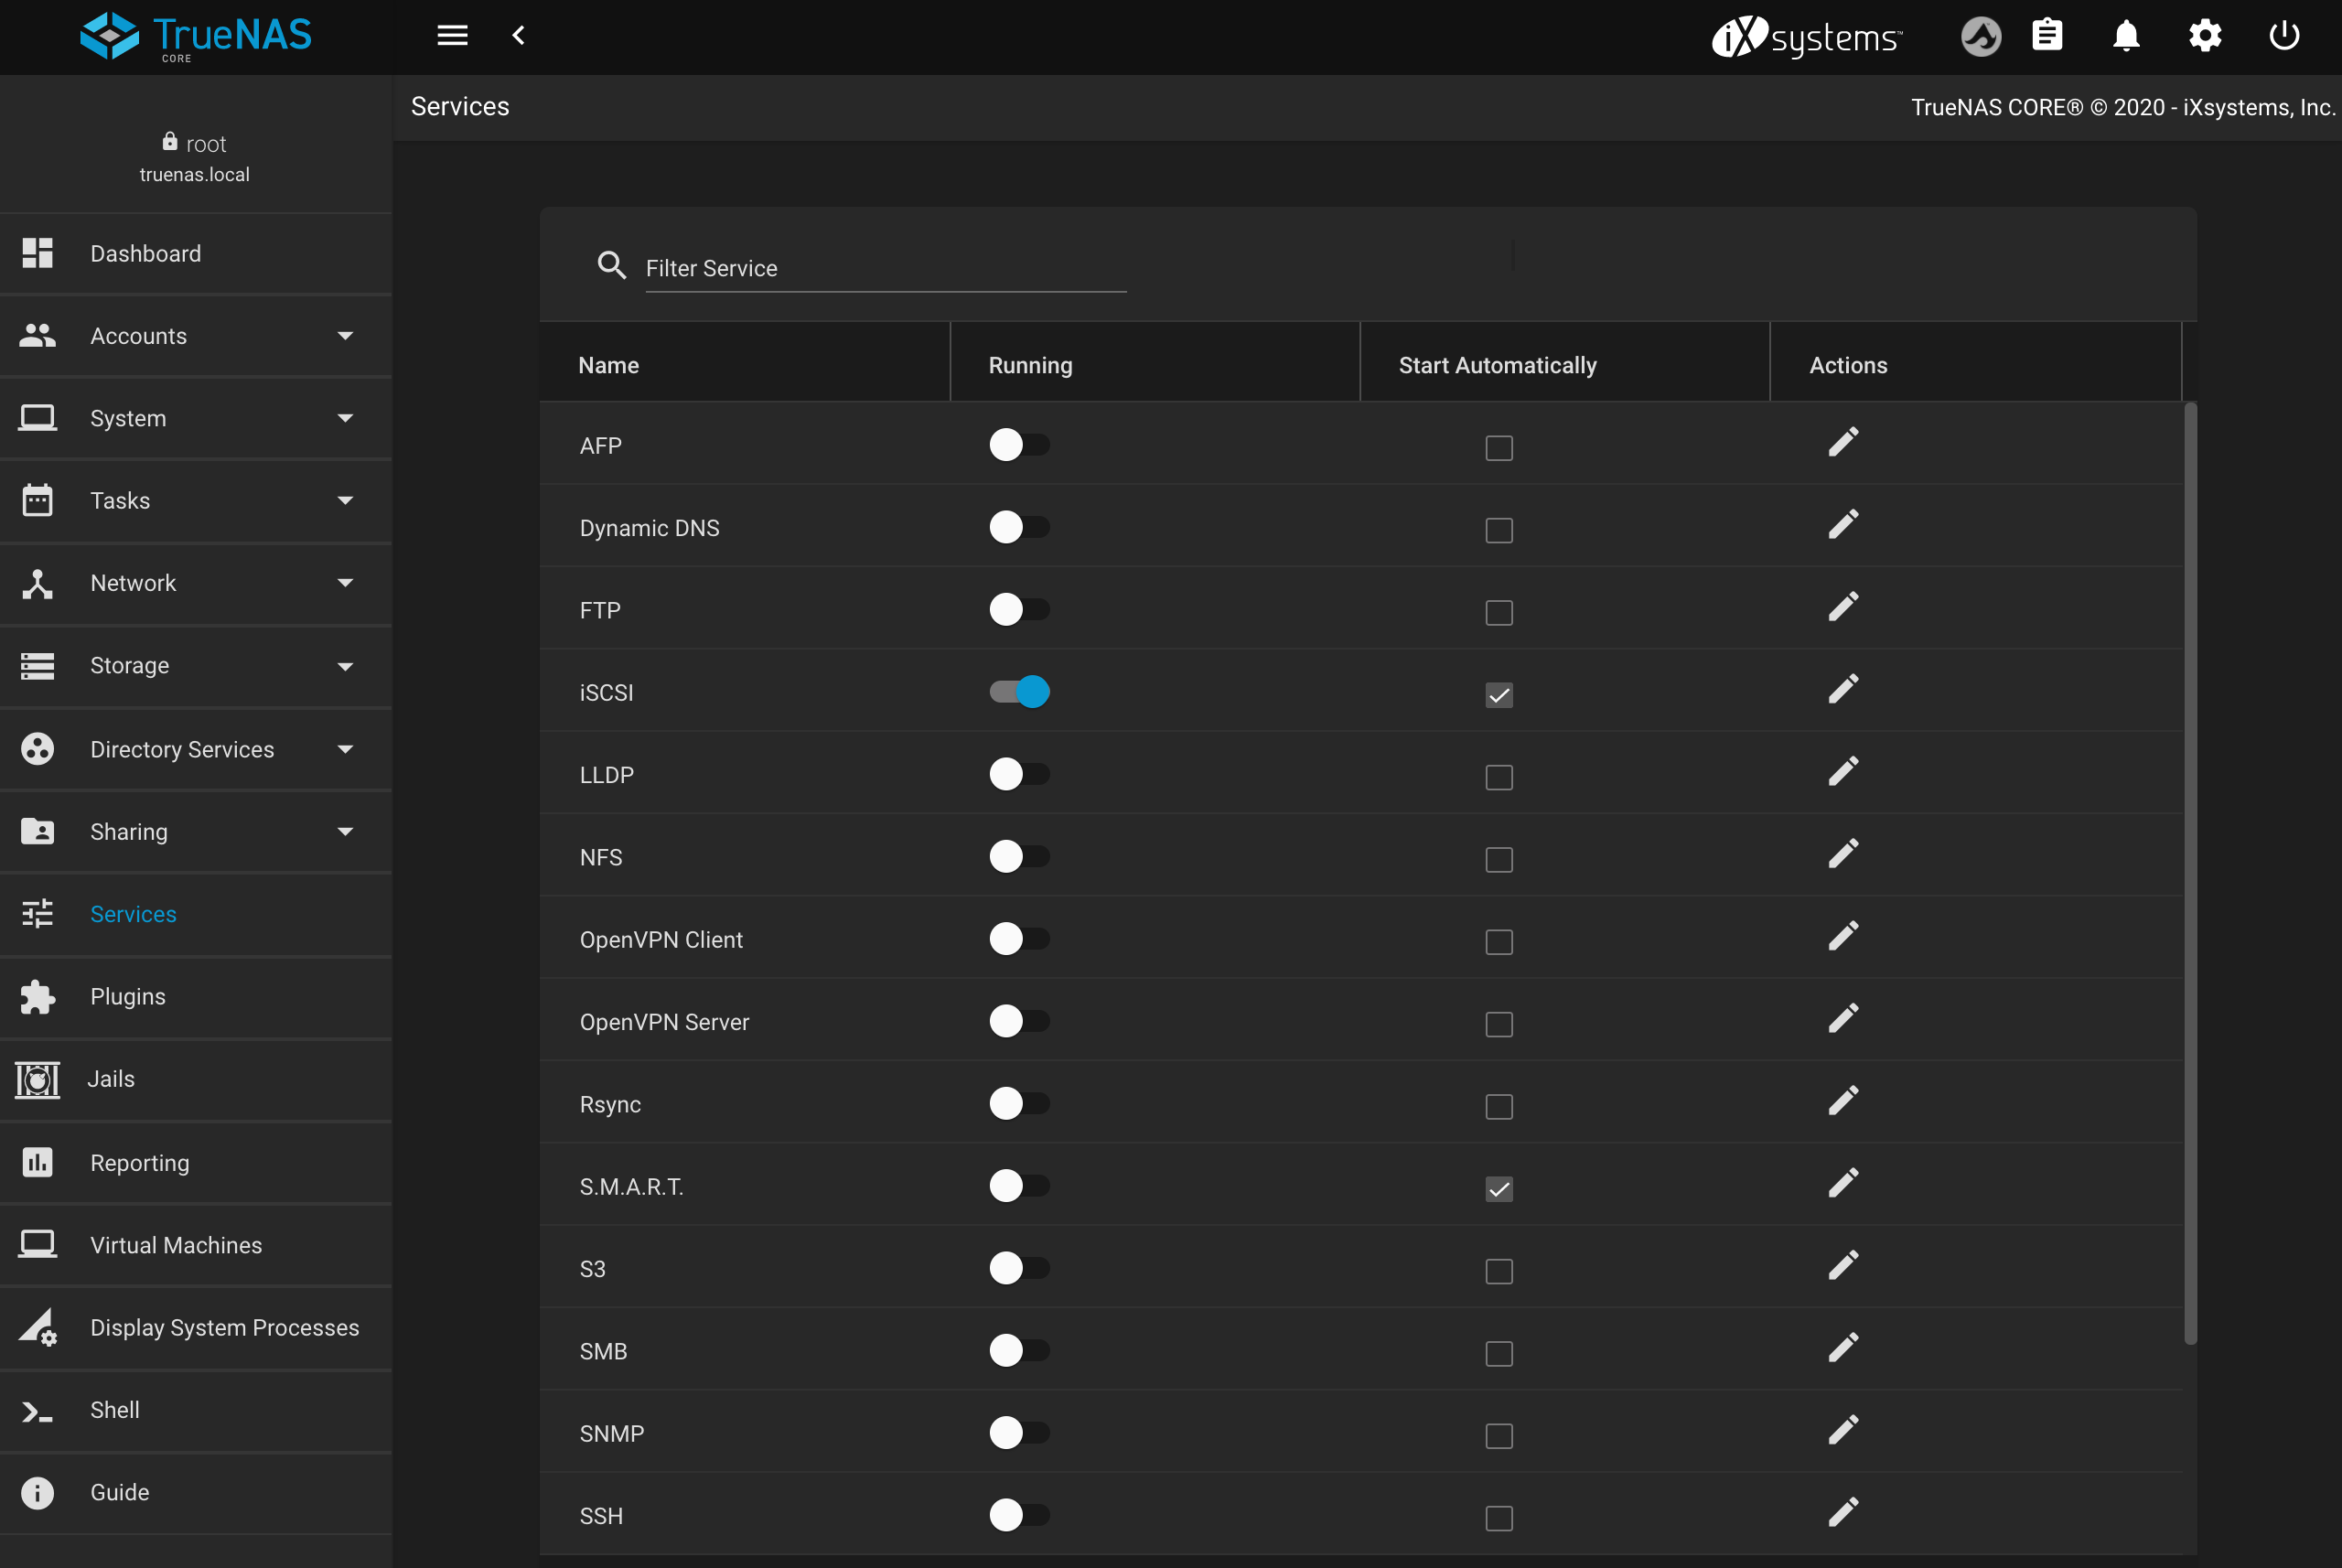 TrueNAS
CORE
iXsystems™
Services
TrueNAS CORE® © 2020 - iXsystems, Inc.
root
truenas.local
Dashboard
Accounts
System
Tasks
Network
Storage
Directory Services
Sharing
Services
Plugins
Jails
Reporting
Virtual Machines
Display System Processes
Shell
Guide
Filter Service
Name Running Start Automatically Actions
AFP
Dynamic DNS
FTP
iSCSI
LLDP
NFS
OpenVPN Client
OpenVPN Server
Rsync
S.M.A.R.T.
S3
SMB
SNMP
SSH